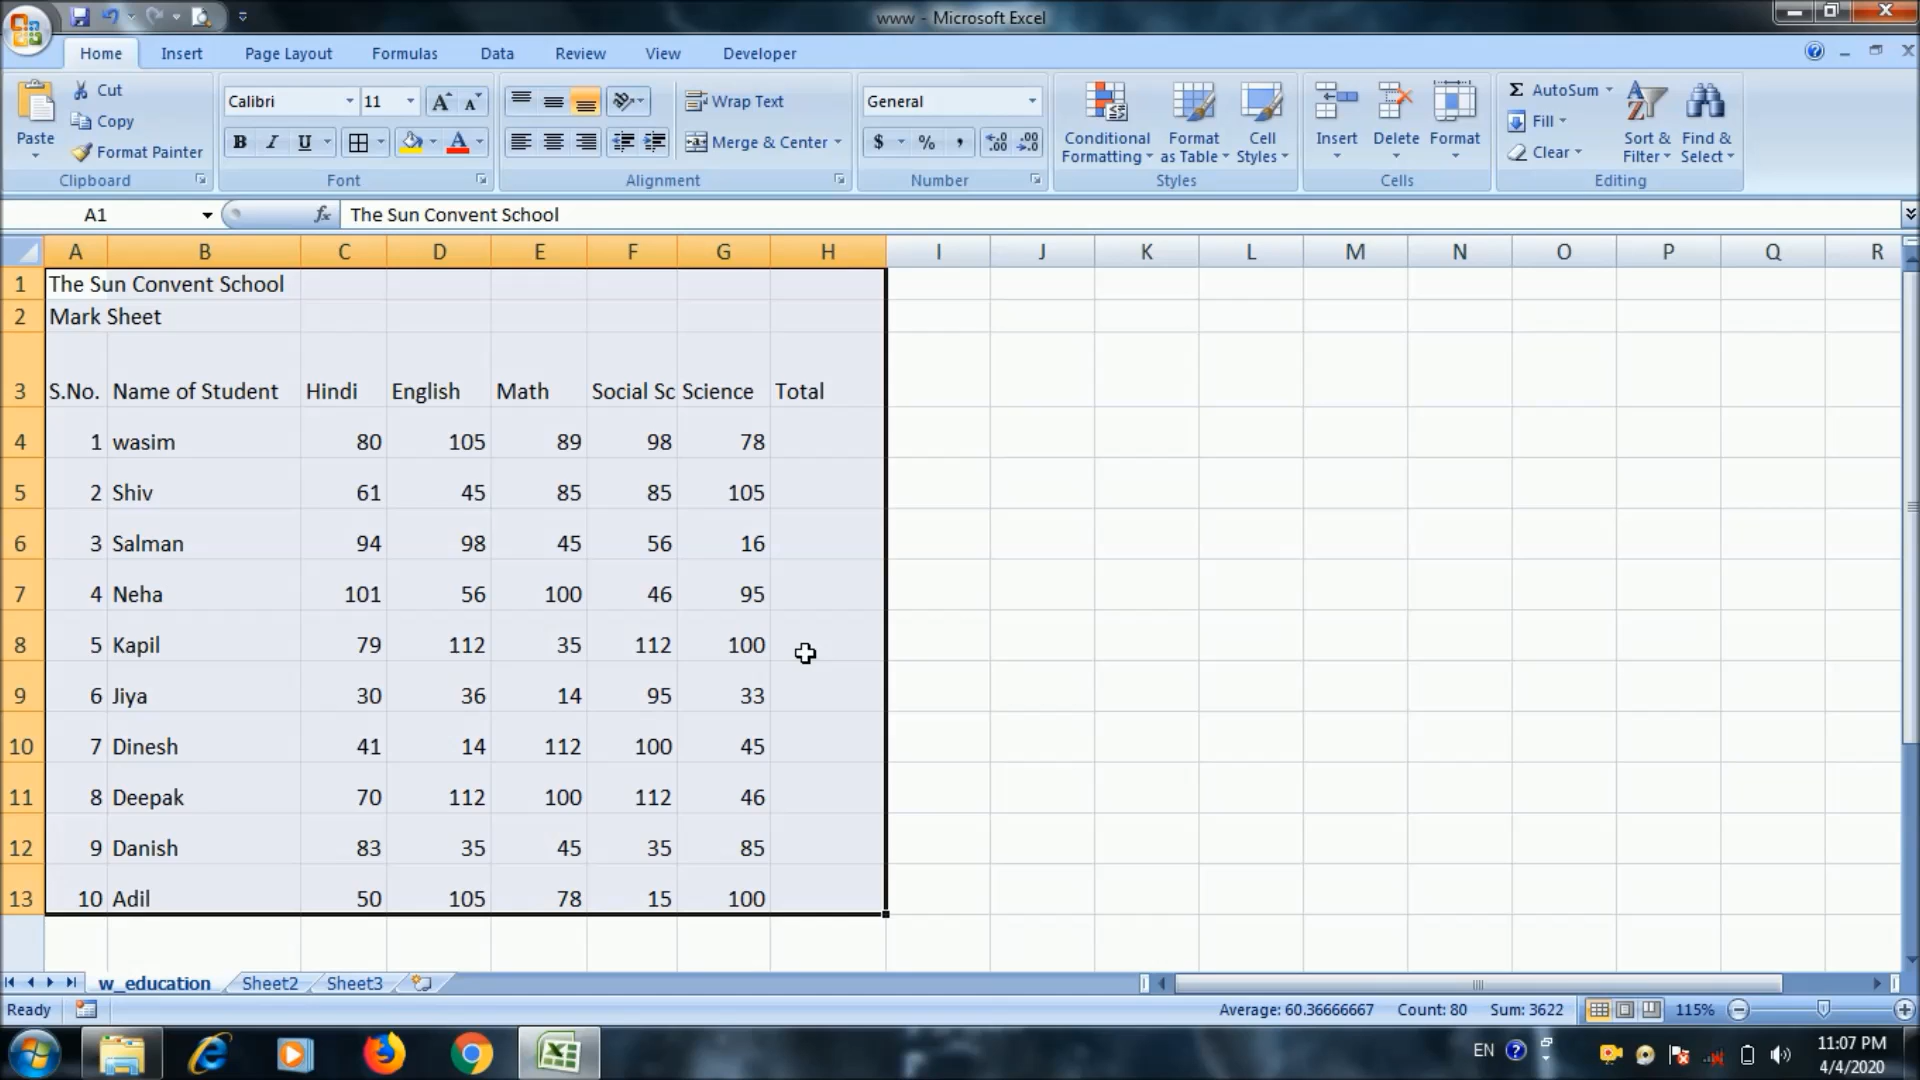 www - Microsoft Excel
Home Insert Page Layout Formulas Data Review View Developer
Paste Cut Copy Format Painter Clipboard
Calibri 11 A A B I U A Font
Wrap Text Merge & Center Alignment
General $ % , .0 .00 .00 .0 Number
Conditional Formatting Format as Table Cell Styles Styles
Insert Delete Format Cells
Σ AutoSum Fill Clear Sort & Filter Find & Select Editing
A1 fx The Sun Convent School
A B C D E F G H I J K L M N O P Q R
1 The Sun Convent School
2 Mark Sheet
3 S.No. Name of Student Hindi English Math Social Sc Science Total
4 1 wasim 80 105 89 98 78
5 2 Shiv 61 45 85 85 105
6 3 Salman 94 98 45 56 16
7 4 Neha 101 56 100 46 95
8 5 Kapil 79 112 35 112 100
9 6 Jiya 30 36 14 95 33
10 7 Dinesh 41 14 112 100 45
11 8 Deepak 70 112 100 112 46
12 9 Danish 83 35 45 35 85
13 10 Adil 50 105 78 15 100
w_education Sheet2 Sheet3
Ready Average: 60.36666667 Count: 80 Sum: 3622 115%
EN 11:07 PM
4/4/2020